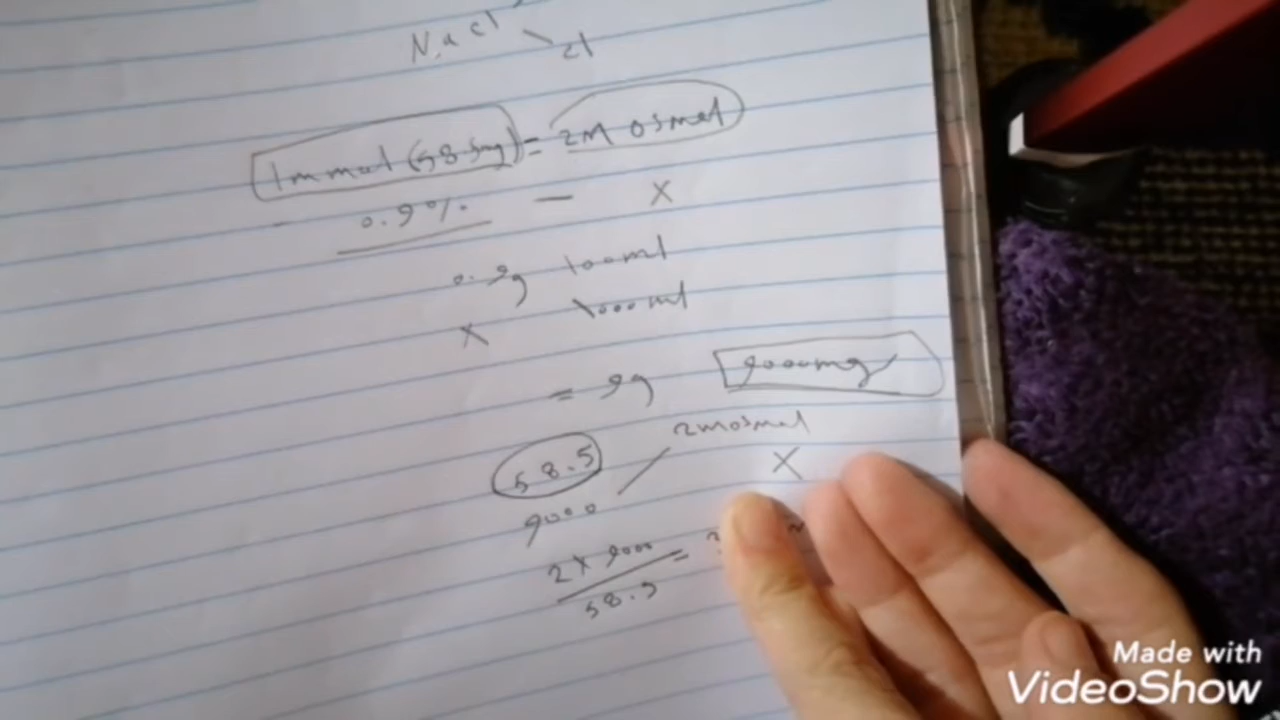 Nacl cl
1mmol (58.5mg) = 2M osmol
0.9% — X
0.9g 100ml
X 1000ml
= 9g 9000mg
58.5 2mosmol
9000 X
2 X 9000 =
58.5
Made with
VideoShow